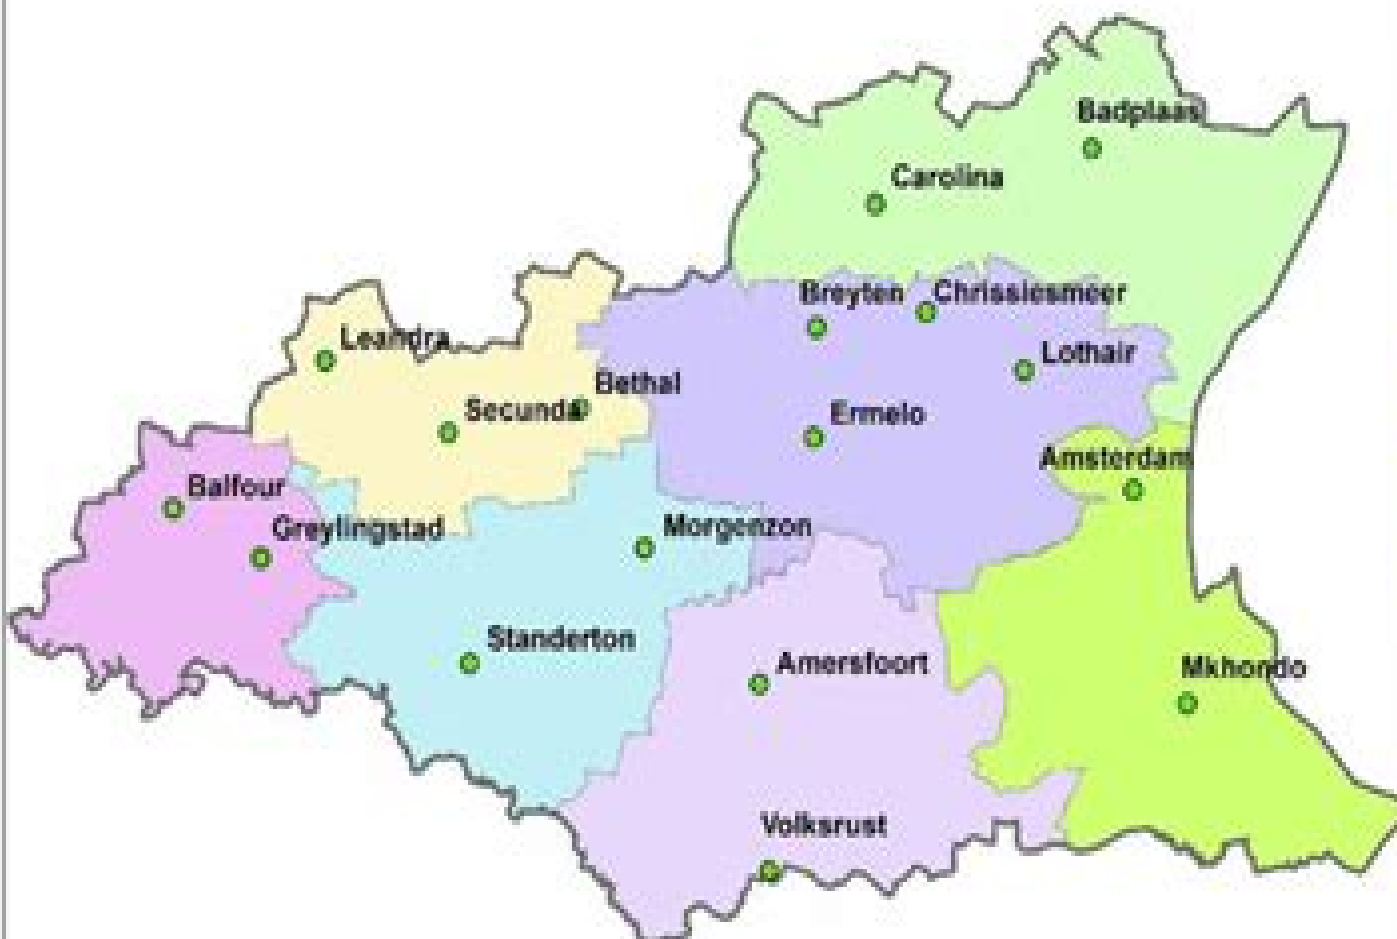 Badplaas
Carolina
Breyten
Chrissiesmeer
Leandra
Lothair
Bethal
Secunda
Ermelo
Amsterdam
Balfour
Greylingstad
Morgenzon
Standerton
Amersfoort
Mkhondo
Volksrust